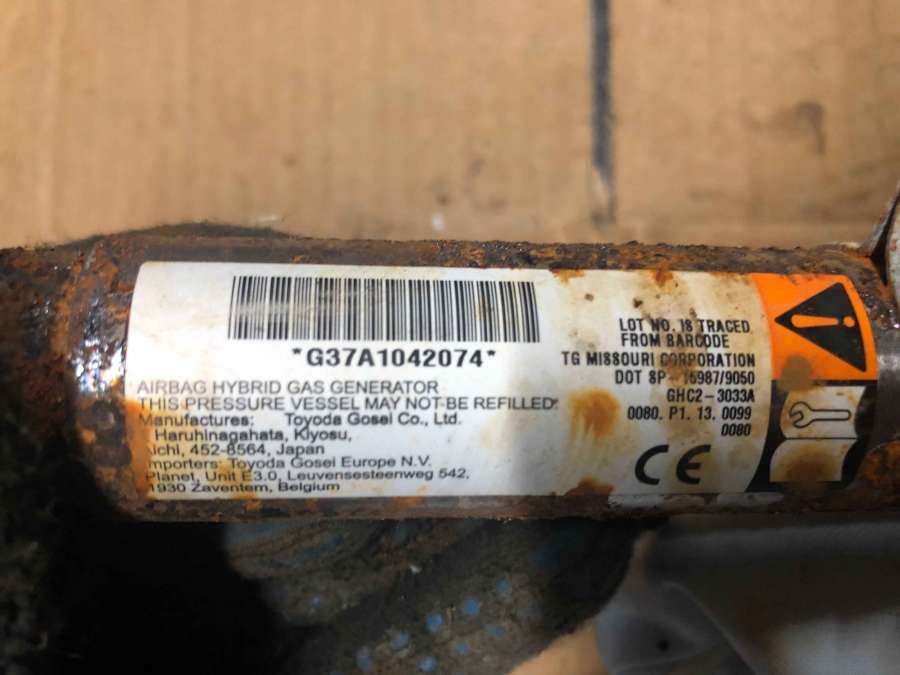 *G37A1042074*
AIRBAG HYBRID GAS GENERATOR
THIS PRESSURE VESSEL MAY NOT BE REFILLED.
Manufactures: Toyoda Gosei Co., Ltd.
Haruhinagahata, Kiyosu,
Aichi, 452-8564, Japan
Importers: Toyoda Gosei Europe N.V.
Planet, Unit E3.0, Leuvensesteenweg 542,
1930 Zaventem, Belgium
LOT NO. IS TRACED
FROM BARCODE
TG MISSOURI CORPORATION
DOT SP- 15987/9050
GHC2-3033A
0080. P1. 13. 0099
0080
CE